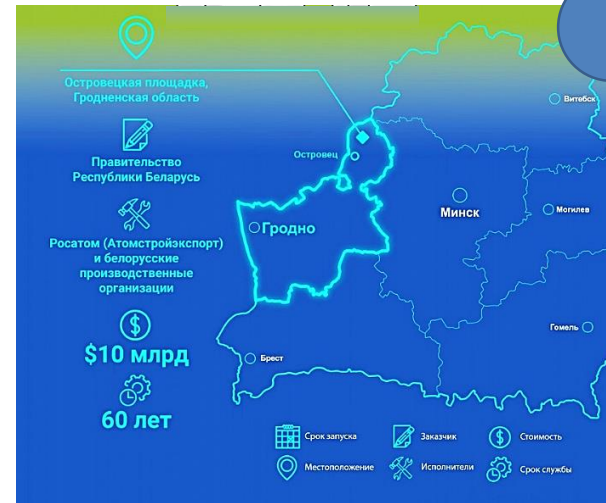 Островецкая площадка,
Гродненская область
Правительство
Республики Беларусь
Росатом (Атомстройэкспорт)
и белорусские
производственные
организации
$10 млрд
60 лет
Витебск
Островец
Минск
Могилев
Гродно
Гомель
Брест
Срок запуска
Заказчик
Стоимость
Местоположение
Исполнители
Срок службы